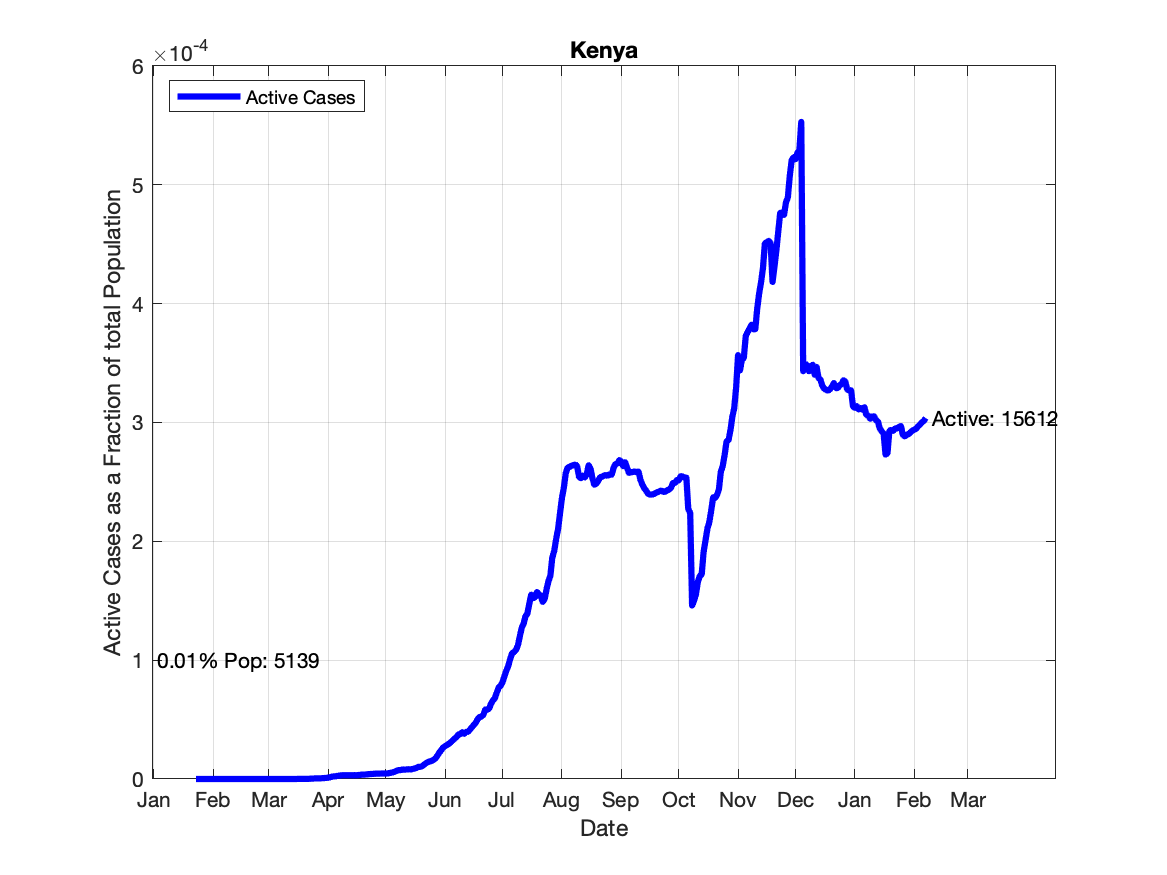 Kenya
×10-4
Active Cases
6
5
4
3
2
1
0
Active Cases as a Fraction of total Population
0.01% Pop: 5139
Active: 15612
Jan Feb Mar Apr May Jun Jul Aug Sep Oct Nov Dec Jan Feb Mar
Date